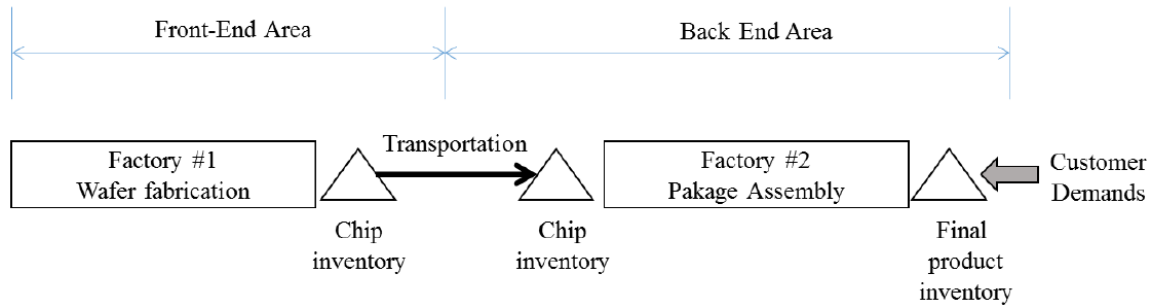 Front-End Area
Back End Area
Factory #1
Wafer fabrication
Transportation
Factory #2
Pakage Assembly
Customer
Demands
Chip
inventory
Chip
inventory
Final
product
inventory